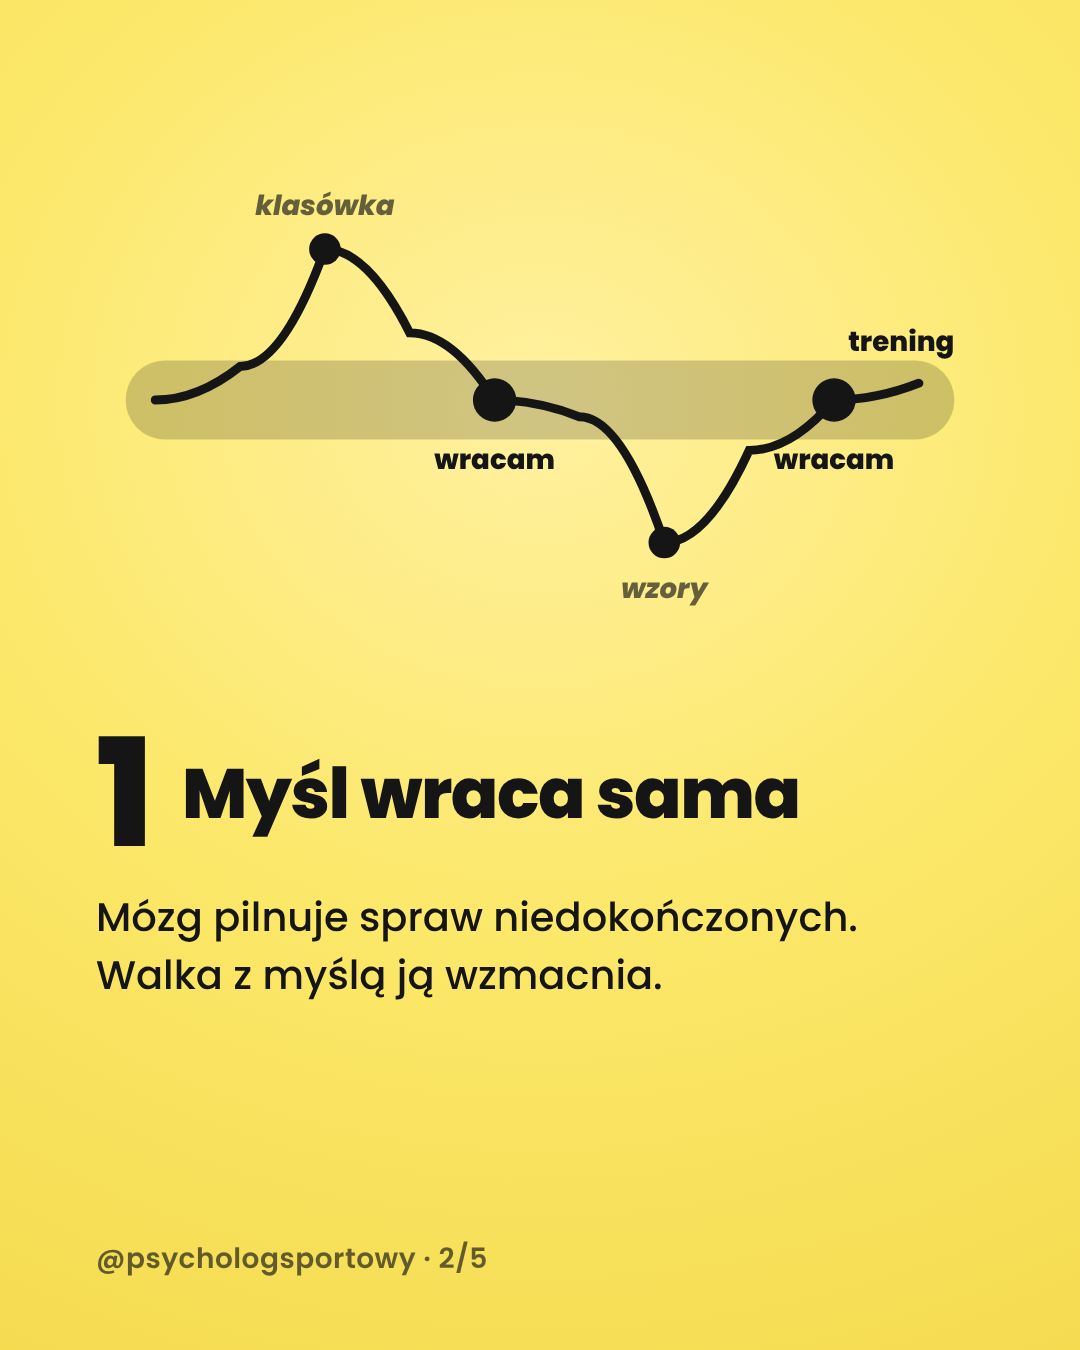 klasówka
trening
wracam
wracam
wzory
1 Myśl wraca sama
Mózg pilnuje spraw niedokończonych.
Walka z myślą ją wzmacnia.
@psychologsportowy · 2/5